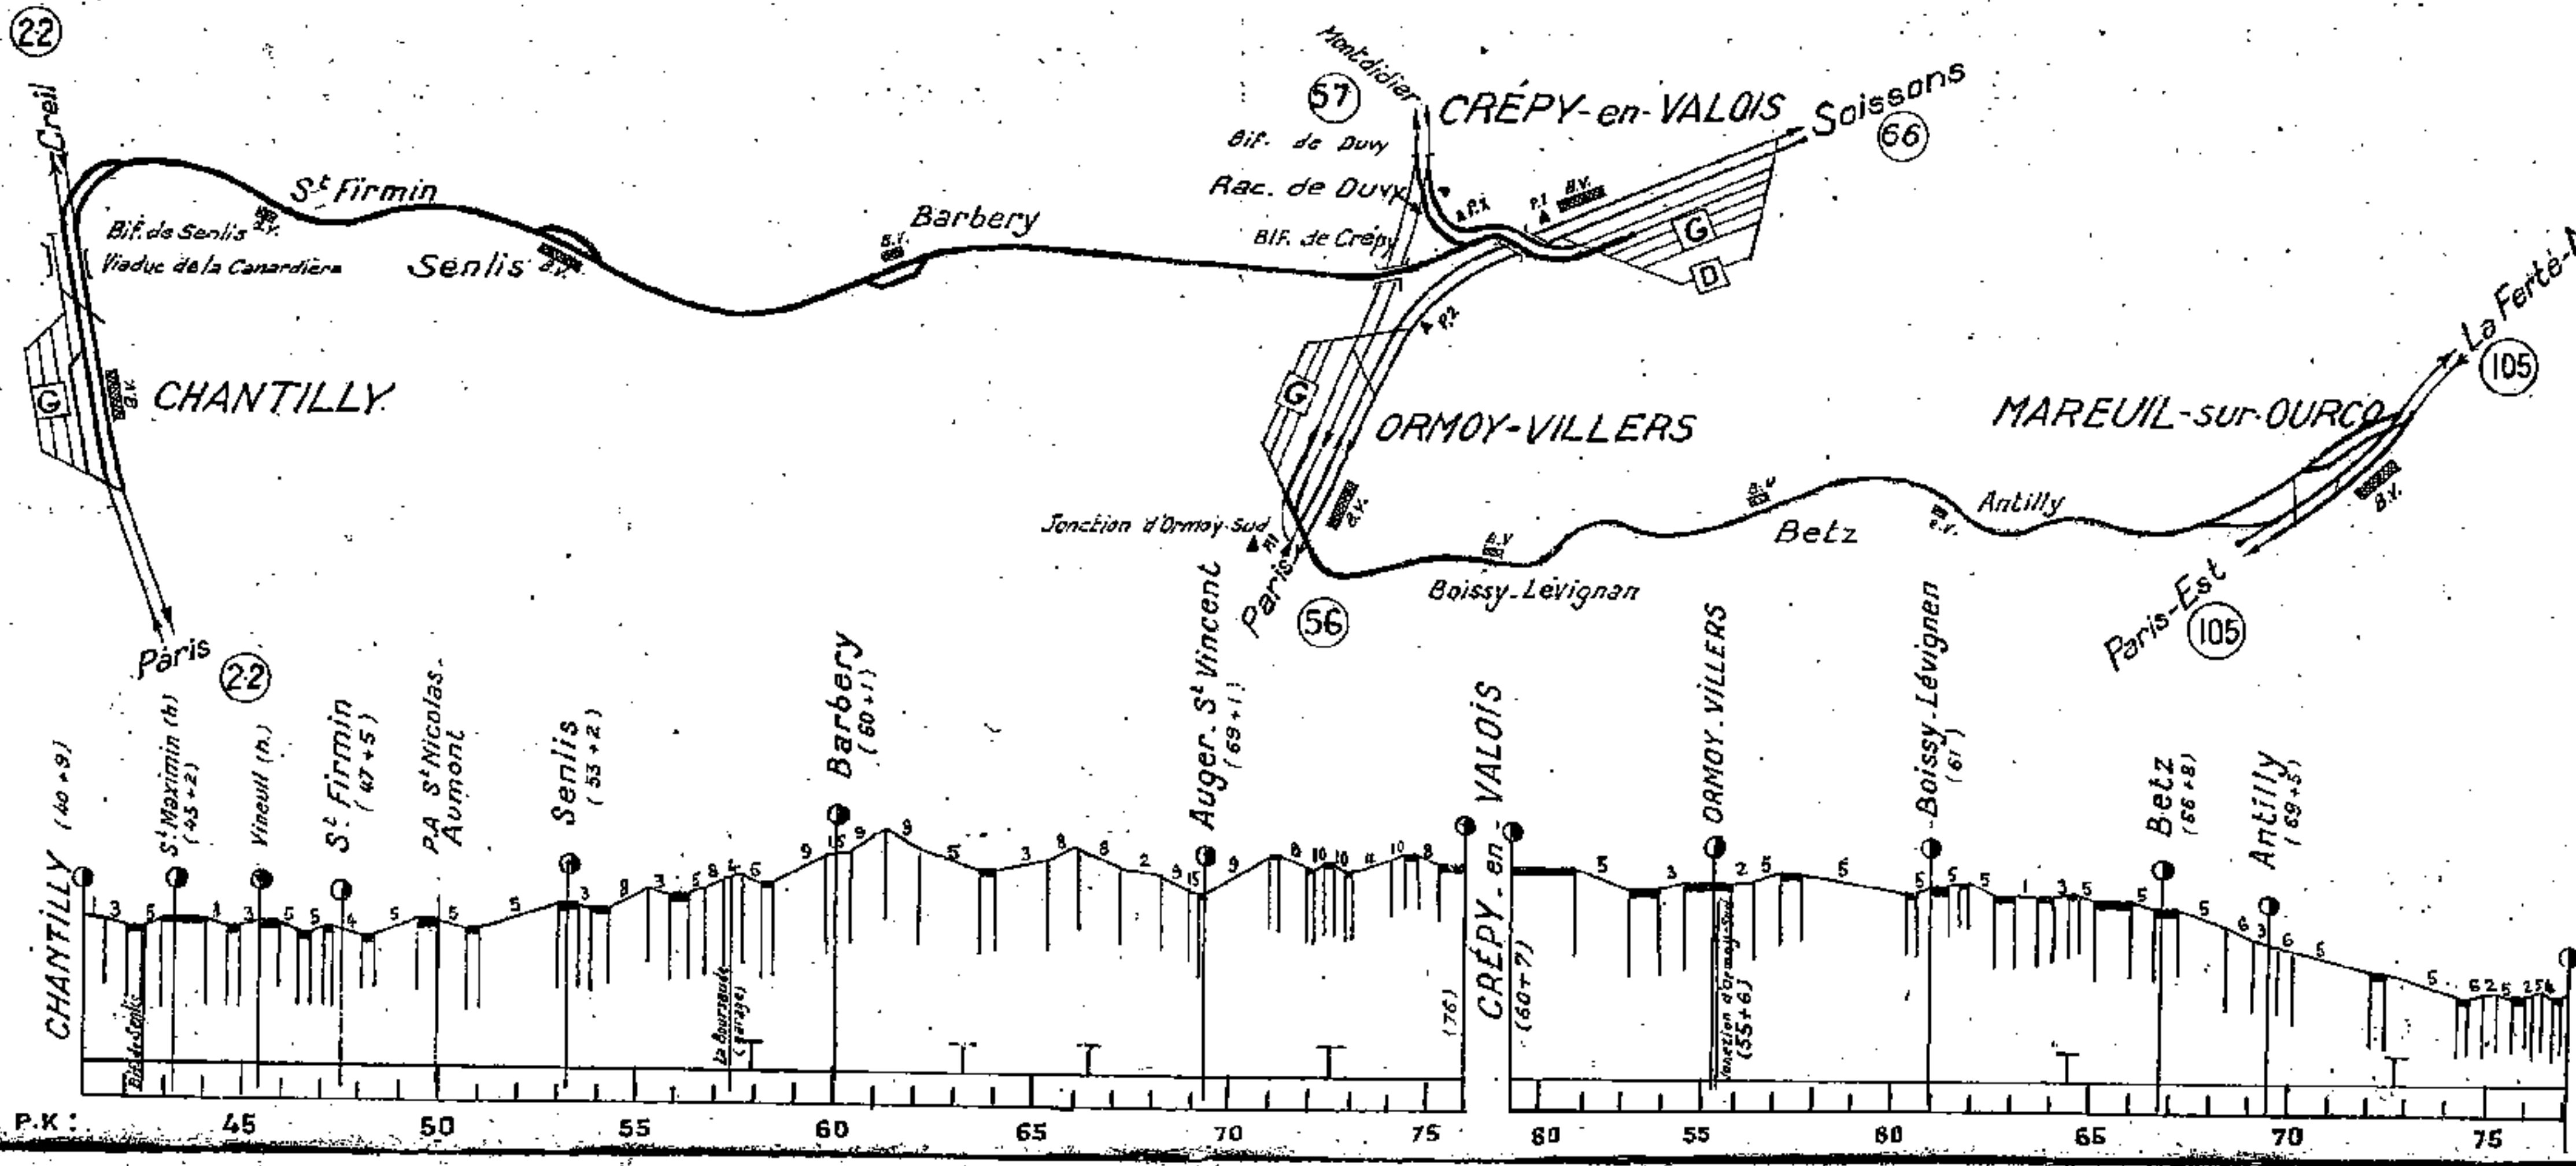 22
Creil
St Firmin
B.V.
Bif. de Senlis
Viaduc de la Canardière
Senlis
B.V.
B.V.
Barbery
G
B.V.
CHANTILLY
Paris
22
Montdidier
57
CRÉPY-en-VALOIS
Soissons
66
Bif. de Duvy
Rac. de Duvy
Bif. de Crépy
B.V.
G
D
P.2
G
ORMOY-VILLERS
B.V.
Jonction d'Ormoy-Sud
P.1
Paris
56
B.V.
Boissy-Lévignan
B.V.
Betz
B.V.
Antilly
MAREUIL-sur-OURCQ
B.V.
La Ferté-
105
Paris-Est
105
CHANTILLY (40+9)
Bif. de Senlis
St Maximin (h)
(43+2)
Vineuil (h.)
St Firmin
(47+5)
P.A St Nicolas.
Aumont
Senlis
(53+2)
La Boursaude
(garage)
Barbery
(60+1)
Auger. St Vincent
(69+1)
(76)
CRÉPY-en-VALOIS
(60+7)
ORMOY-VILLERS
Jonction d'Ormoy-Sud
(55+6)
Boissy-Lévignen
(61)
Betz
(66+8)
Antilly
(69+5)
P.K : 45 50 55 60 65 70 75 60 55 60 65 70 75